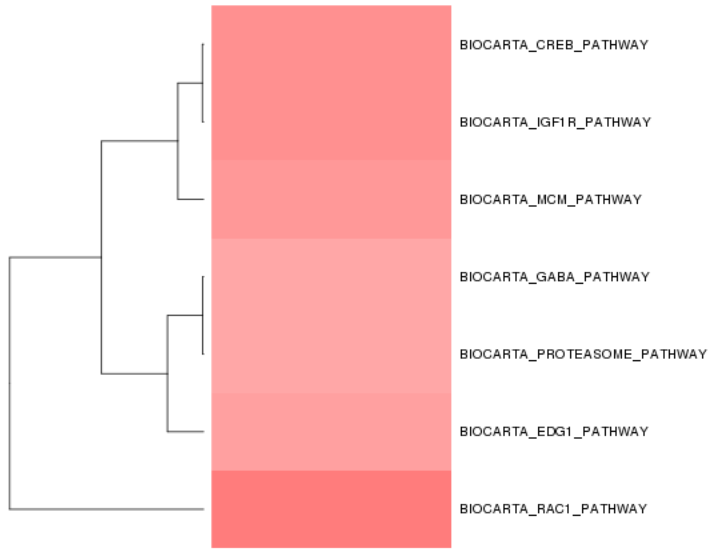 BIOCARTA_CREB_PATHWAY
BIOCARTA_IGF1R_PATHWAY
BIOCARTA_MCM_PATHWAY
BIOCARTA_GABA_PATHWAY
BIOCARTA_PROTEASOME_PATHWAY
BIOCARTA_EDG1_PATHWAY
BIOCARTA_RAC1_PATHWAY